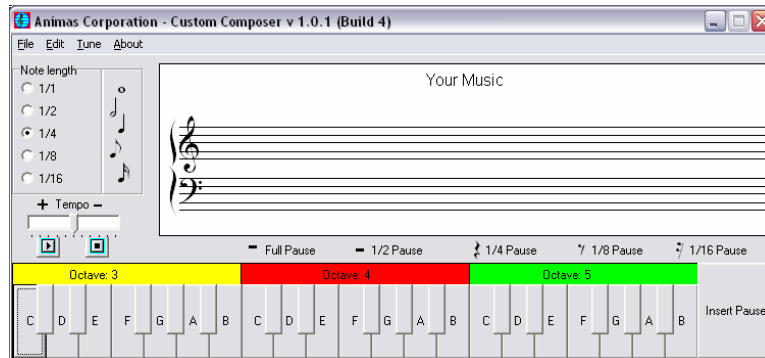 Animas Corporation - Custom Composer v 1.0.1 (Build 4)
File Edit Tune About
Note length
1/1
1/2
1/4
1/8
1/16
+ Tempo -
Your Music
Full Pause 1/2 Pause 1/4 Pause 1/8 Pause 1/16 Pause
Octave: 3 Octave: 4 Octave: 5
C D E F G A B C D E F G A B C D E F G A B
Insert Pause